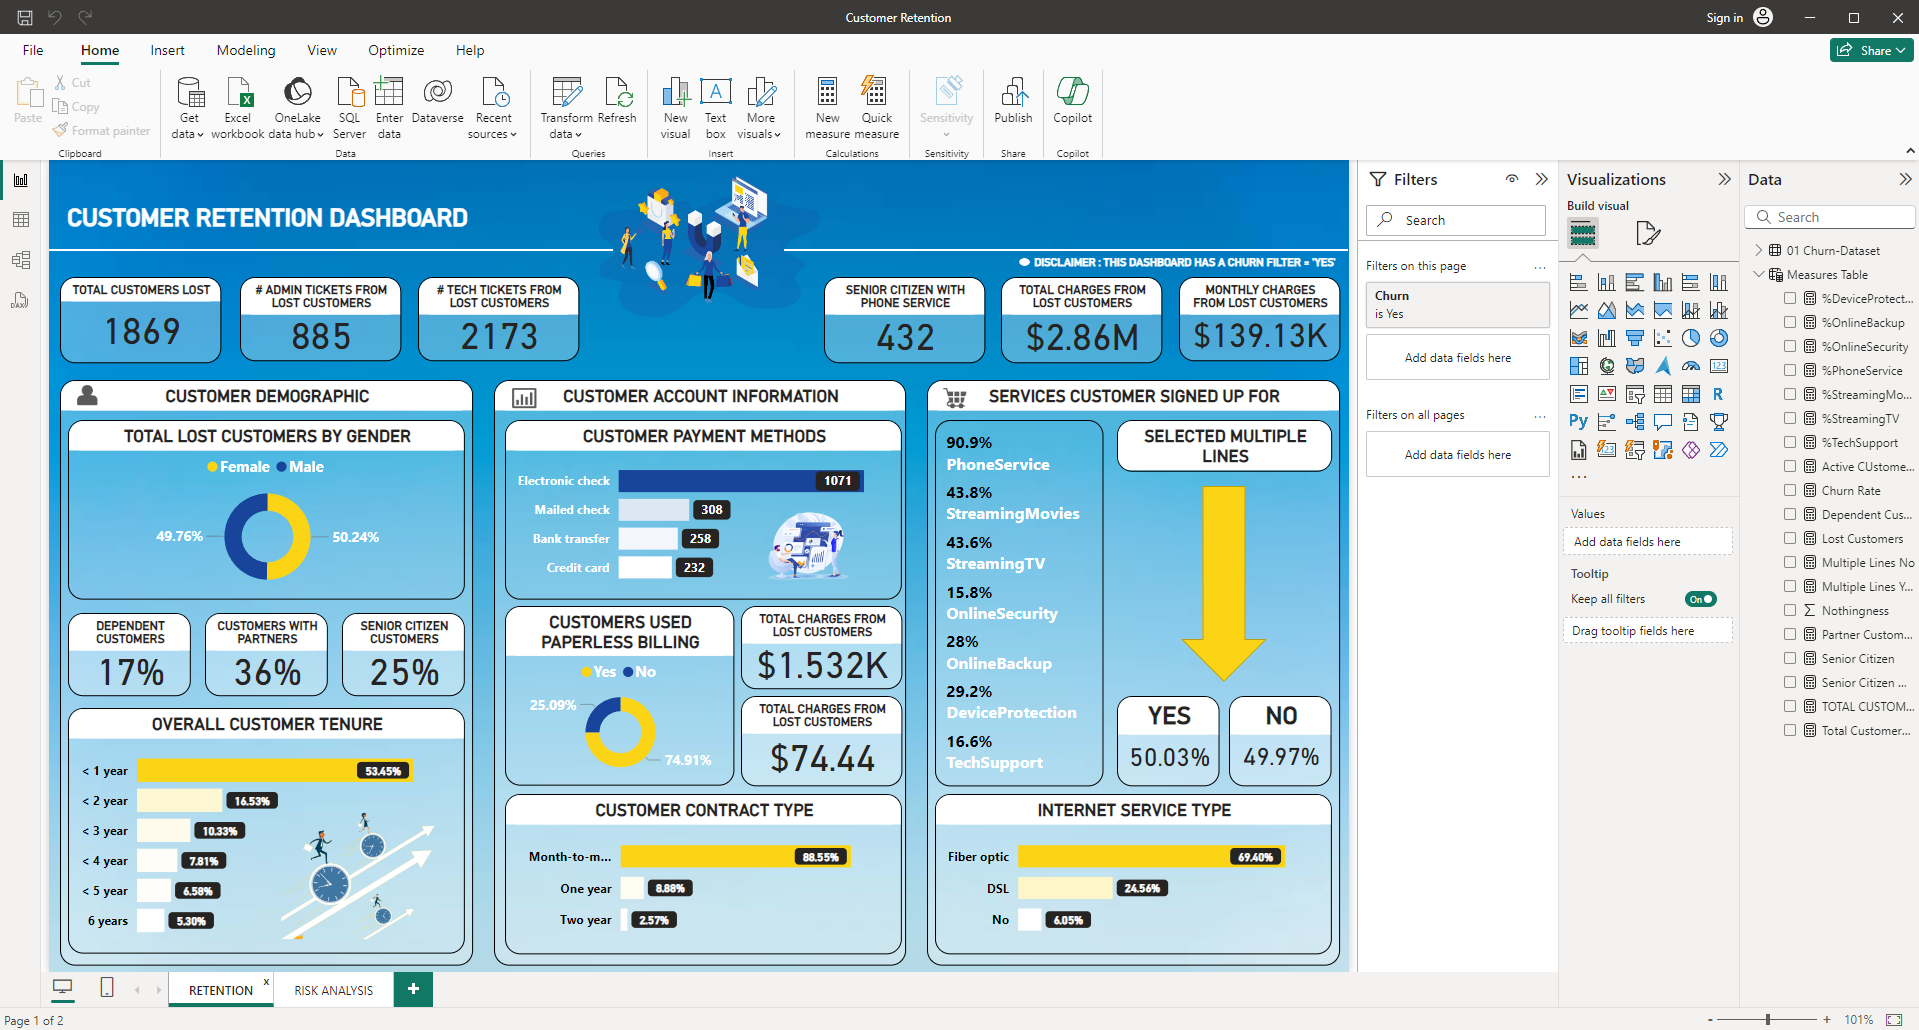 Customer Retention
Sign in
File
Home
Insert
Modeling
View
Optimize
Help
Share
Paste
Cut
Copy
Format painter
Clipboard
Get
data
Excel
workbook
OneLake
data hub
SQL
Server
Enter
data
Dataverse
Recent
sources
Data
Transform
data
Refresh
Queries
New
visual
Text
box
More
visuals
Insert
New
measure
Quick
measure
Calculations
Sensitivity
Sensitivity
Publish
Share
Copilot
Copilot
CUSTOMER RETENTION DASHBOARD
DISCLAIMER : THIS DASHBOARD HAS A CHURN FILTER = 'YES'
TOTAL CUSTOMERS LOST
1869
# ADMIN TICKETS FROM
LOST CUSTOMERS
885
# TECH TICKETS FROM
LOST CUSTOMERS
2173
SENIOR CITIZEN WITH
PHONE SERVICE
432
TOTAL CHARGES FROM
LOST CUSTOMERS
$2.86M
MONTHLY CHARGES
FROM LOST CUSTOMERS
$139.13K
CUSTOMER DEMOGRAPHIC
TOTAL LOST CUSTOMERS BY GENDER
Female Male
49.76%
50.24%
DEPENDENT
CUSTOMERS
17%
CUSTOMERS WITH
PARTNERS
36%
SENIOR CITIZEN
CUSTOMERS
25%
OVERALL CUSTOMER TENURE
< 1 year 53.45%
< 2 year 16.53%
< 3 year 10.33%
< 4 year 7.81%
< 5 year 6.58%
6 years 5.30%
CUSTOMER ACCOUNT INFORMATION
CUSTOMER PAYMENT METHODS
Electronic check 1071
Mailed check 308
Bank transfer 258
Credit card 232
CUSTOMERS USED
PAPERLESS BILLING
Yes No
25.09%
74.91%
TOTAL CHARGES FROM
LOST CUSTOMERS
$1.532K
TOTAL CHARGES FROM
LOST CUSTOMERS
$74.44
CUSTOMER CONTRACT TYPE
Month-to-m... 88.55%
One year 8.88%
Two year 2.57%
SERVICES CUSTOMER SIGNED UP FOR
90.9%
PhoneService
43.8%
StreamingMovies
43.6%
StreamingTV
15.8%
OnlineSecurity
28%
OnlineBackup
29.2%
DeviceProtection
16.6%
TechSupport
SELECTED MULTIPLE
LINES
YES
50.03%
NO
49.97%
INTERNET SERVICE TYPE
Fiber optic 69.40%
DSL 24.56%
No 6.05%
Filters
Search
Filters on this page
...
Churn
is Yes
Add data fields here
Filters on all pages
...
Add data fields here
Visualizations
Build visual
123
R
Py
123
...
Values
Add data fields here
Tooltip
Keep all filters
On
Drag tooltip fields here
Data
Search
01 Churn-Dataset
Measures Table
%DeviceProtect...
%OnlineBackup
%OnlineSecurity
%PhoneService
%StreamingMo...
%StreamingTV
%TechSupport
Active CUstome...
Churn Rate
Dependent Cus...
Lost Customers
Multiple Lines No
Multiple Lines Y...
Nothingness
Partner Custom...
Senior Citizen
Senior Citizen ...
TOTAL CUSTOM...
Total Customer...
RETENTION x
RISK ANALYSIS
+
Page 1 of 2
- + 101%